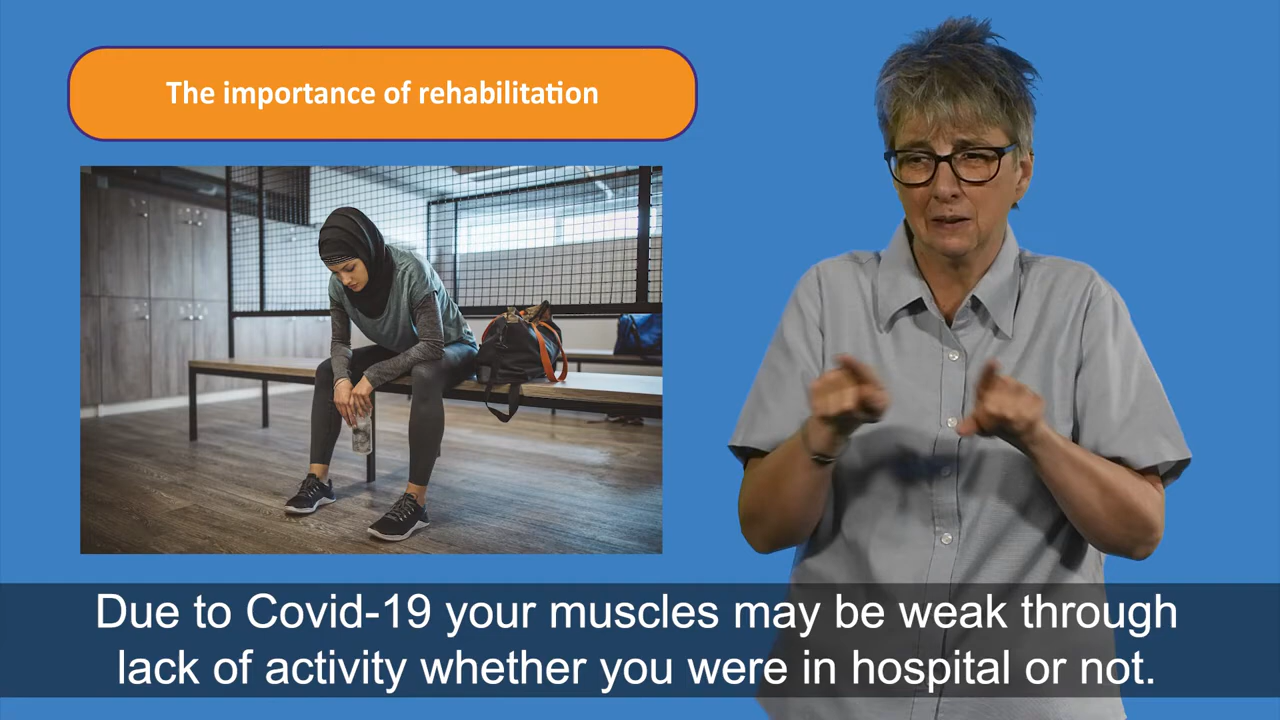 The importance of rehabilitation
Due to Covid-19 your muscles may be weak through
lack of activity whether you were in hospital or not.